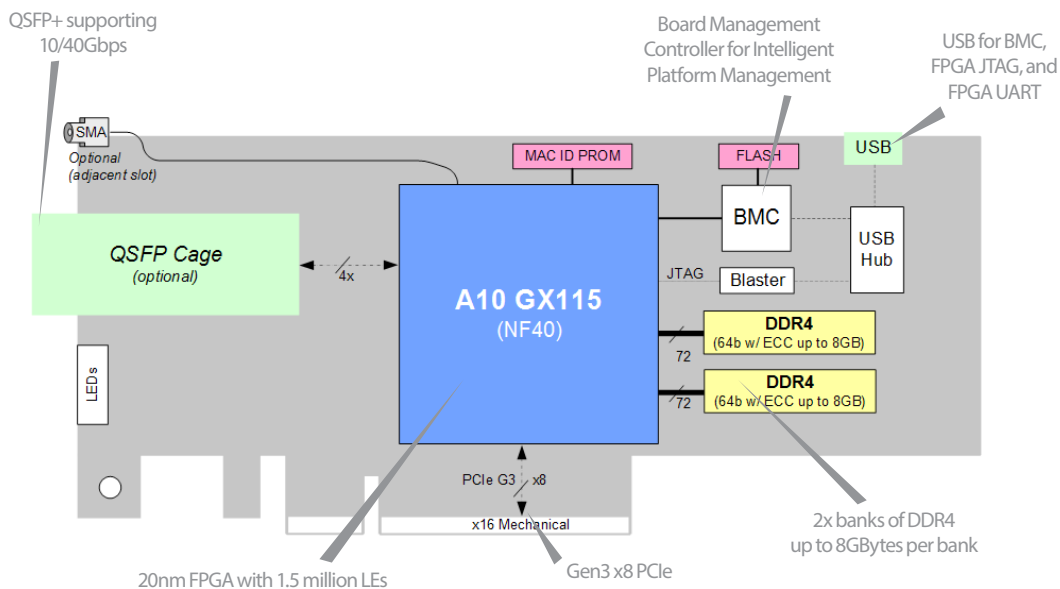 QSFP+ supporting
10/40Gbps
Board Management
Controller for Intelligent
Platform Management
USB for BMC,
FPGA JTAG, and
FPGA UART
SMA
Optional
(adjacent slot)
MAC ID PROM
FLASH
USB
BMC
USB
Hub
QSFP Cage
(optional)
4x
A10 GX115
(NF40)
JTAG
Blaster
DDR4
(64b w/ ECC up to 8GB)
72
DDR4
(64b w/ ECC up to 8GB)
72
LEDs
PCIe G3
x8
x16 Mechanical
2x banks of DDR4
up to 8GBytes per bank
Gen3 x8 PCIe
20nm FPGA with 1.5 million LEs